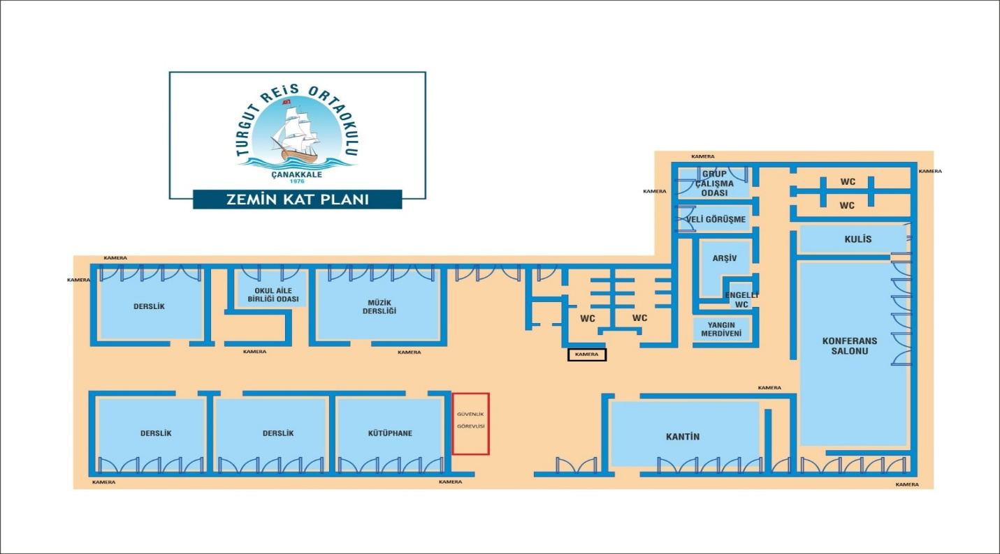 TURGUT REİS ORTAOKULU
ÇANAKKALE
1976
ZEMİN KAT PLANI
KAMERA
KAMERA
KAMERA
GRUP
ÇALIŞMA
ODASI
WC
WC
VELİ GÖRÜŞME
KULİS
ARŞİV
ENGELLİ
WC
YANGIN
MERDİVENİ
KONFERANS
SALONU
KAMERA
KAMERA
DERSLİK
OKUL AİLE
BİRLİĞİ ODASI
MÜZİK
DERSLİĞİ
WC
WC
KAMERA
KAMERA
KAMERA
KAMERA
DERSLİK
DERSLİK
KÜTÜPHANE
GÜVENLİK
GÖREVLİSİ
KANTİN
KAMERA
KAMERA
KAMERA